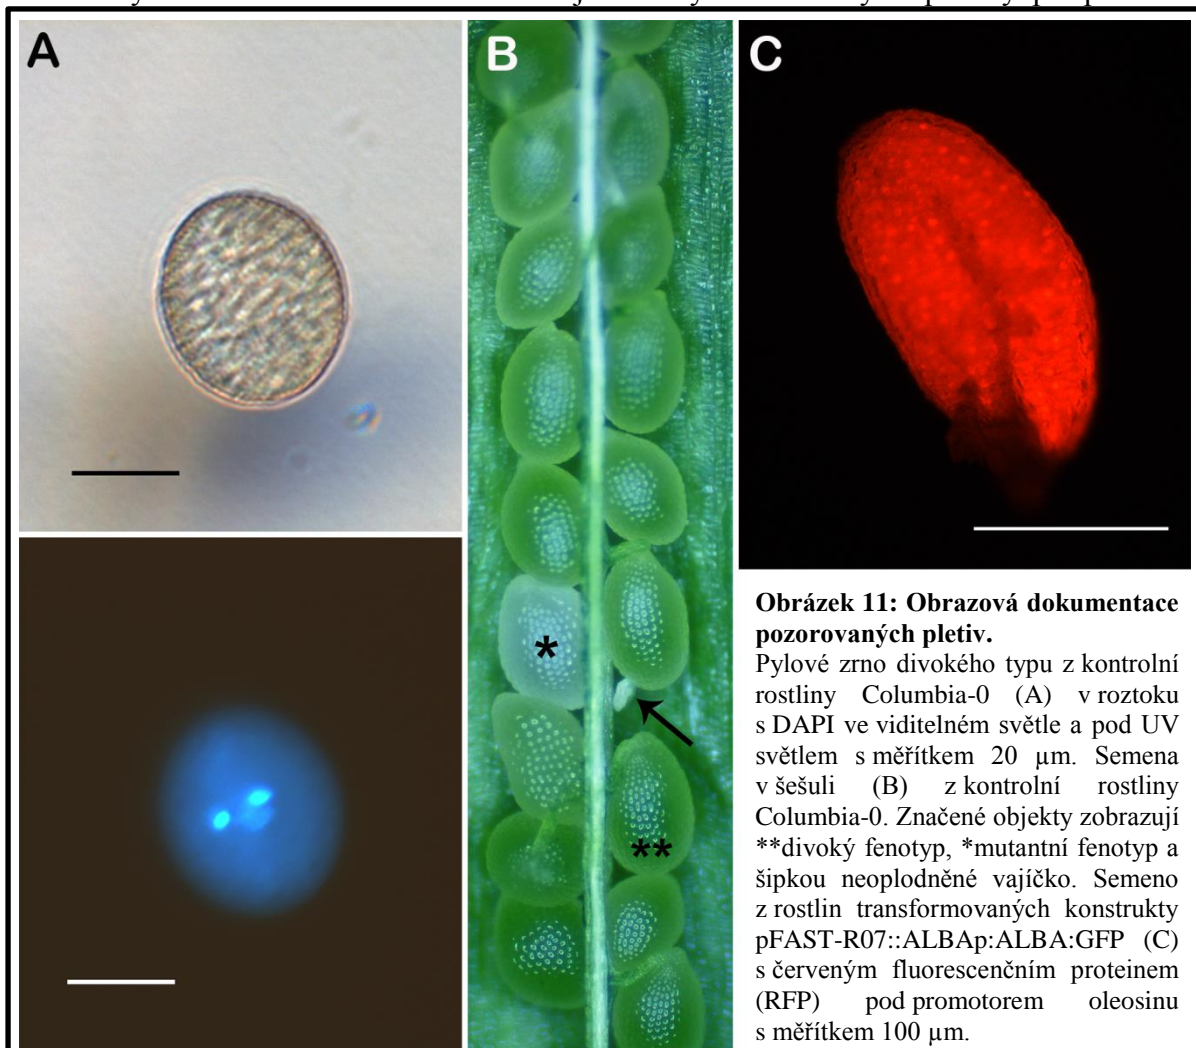 A
B
C
*
**
Obrázek 11: Obrazová dokumentace
pozorovaných pletiv.
Pylové zrno divokého typu z kontrolní
rostliny Columbia-0 (A) v roztoku
s DAPI ve viditelném světle a pod UV
světlem s měřítkem 20 µm. Semena
v šešuli (B) z kontrolní rostliny
Columbia-0. Značené objekty zobrazují
**divoký fenotyp, *mutantní fenotyp a
šipkou neoplodněné vajíčko. Semeno
z rostlin transformovaných konstrukty
pFAST-R07::ALBAp:ALBA:GFP (C)
s červeným fluorescenčním proteinem
(RFP) pod promotorem oleosinu
s měřítkem 100 µm.